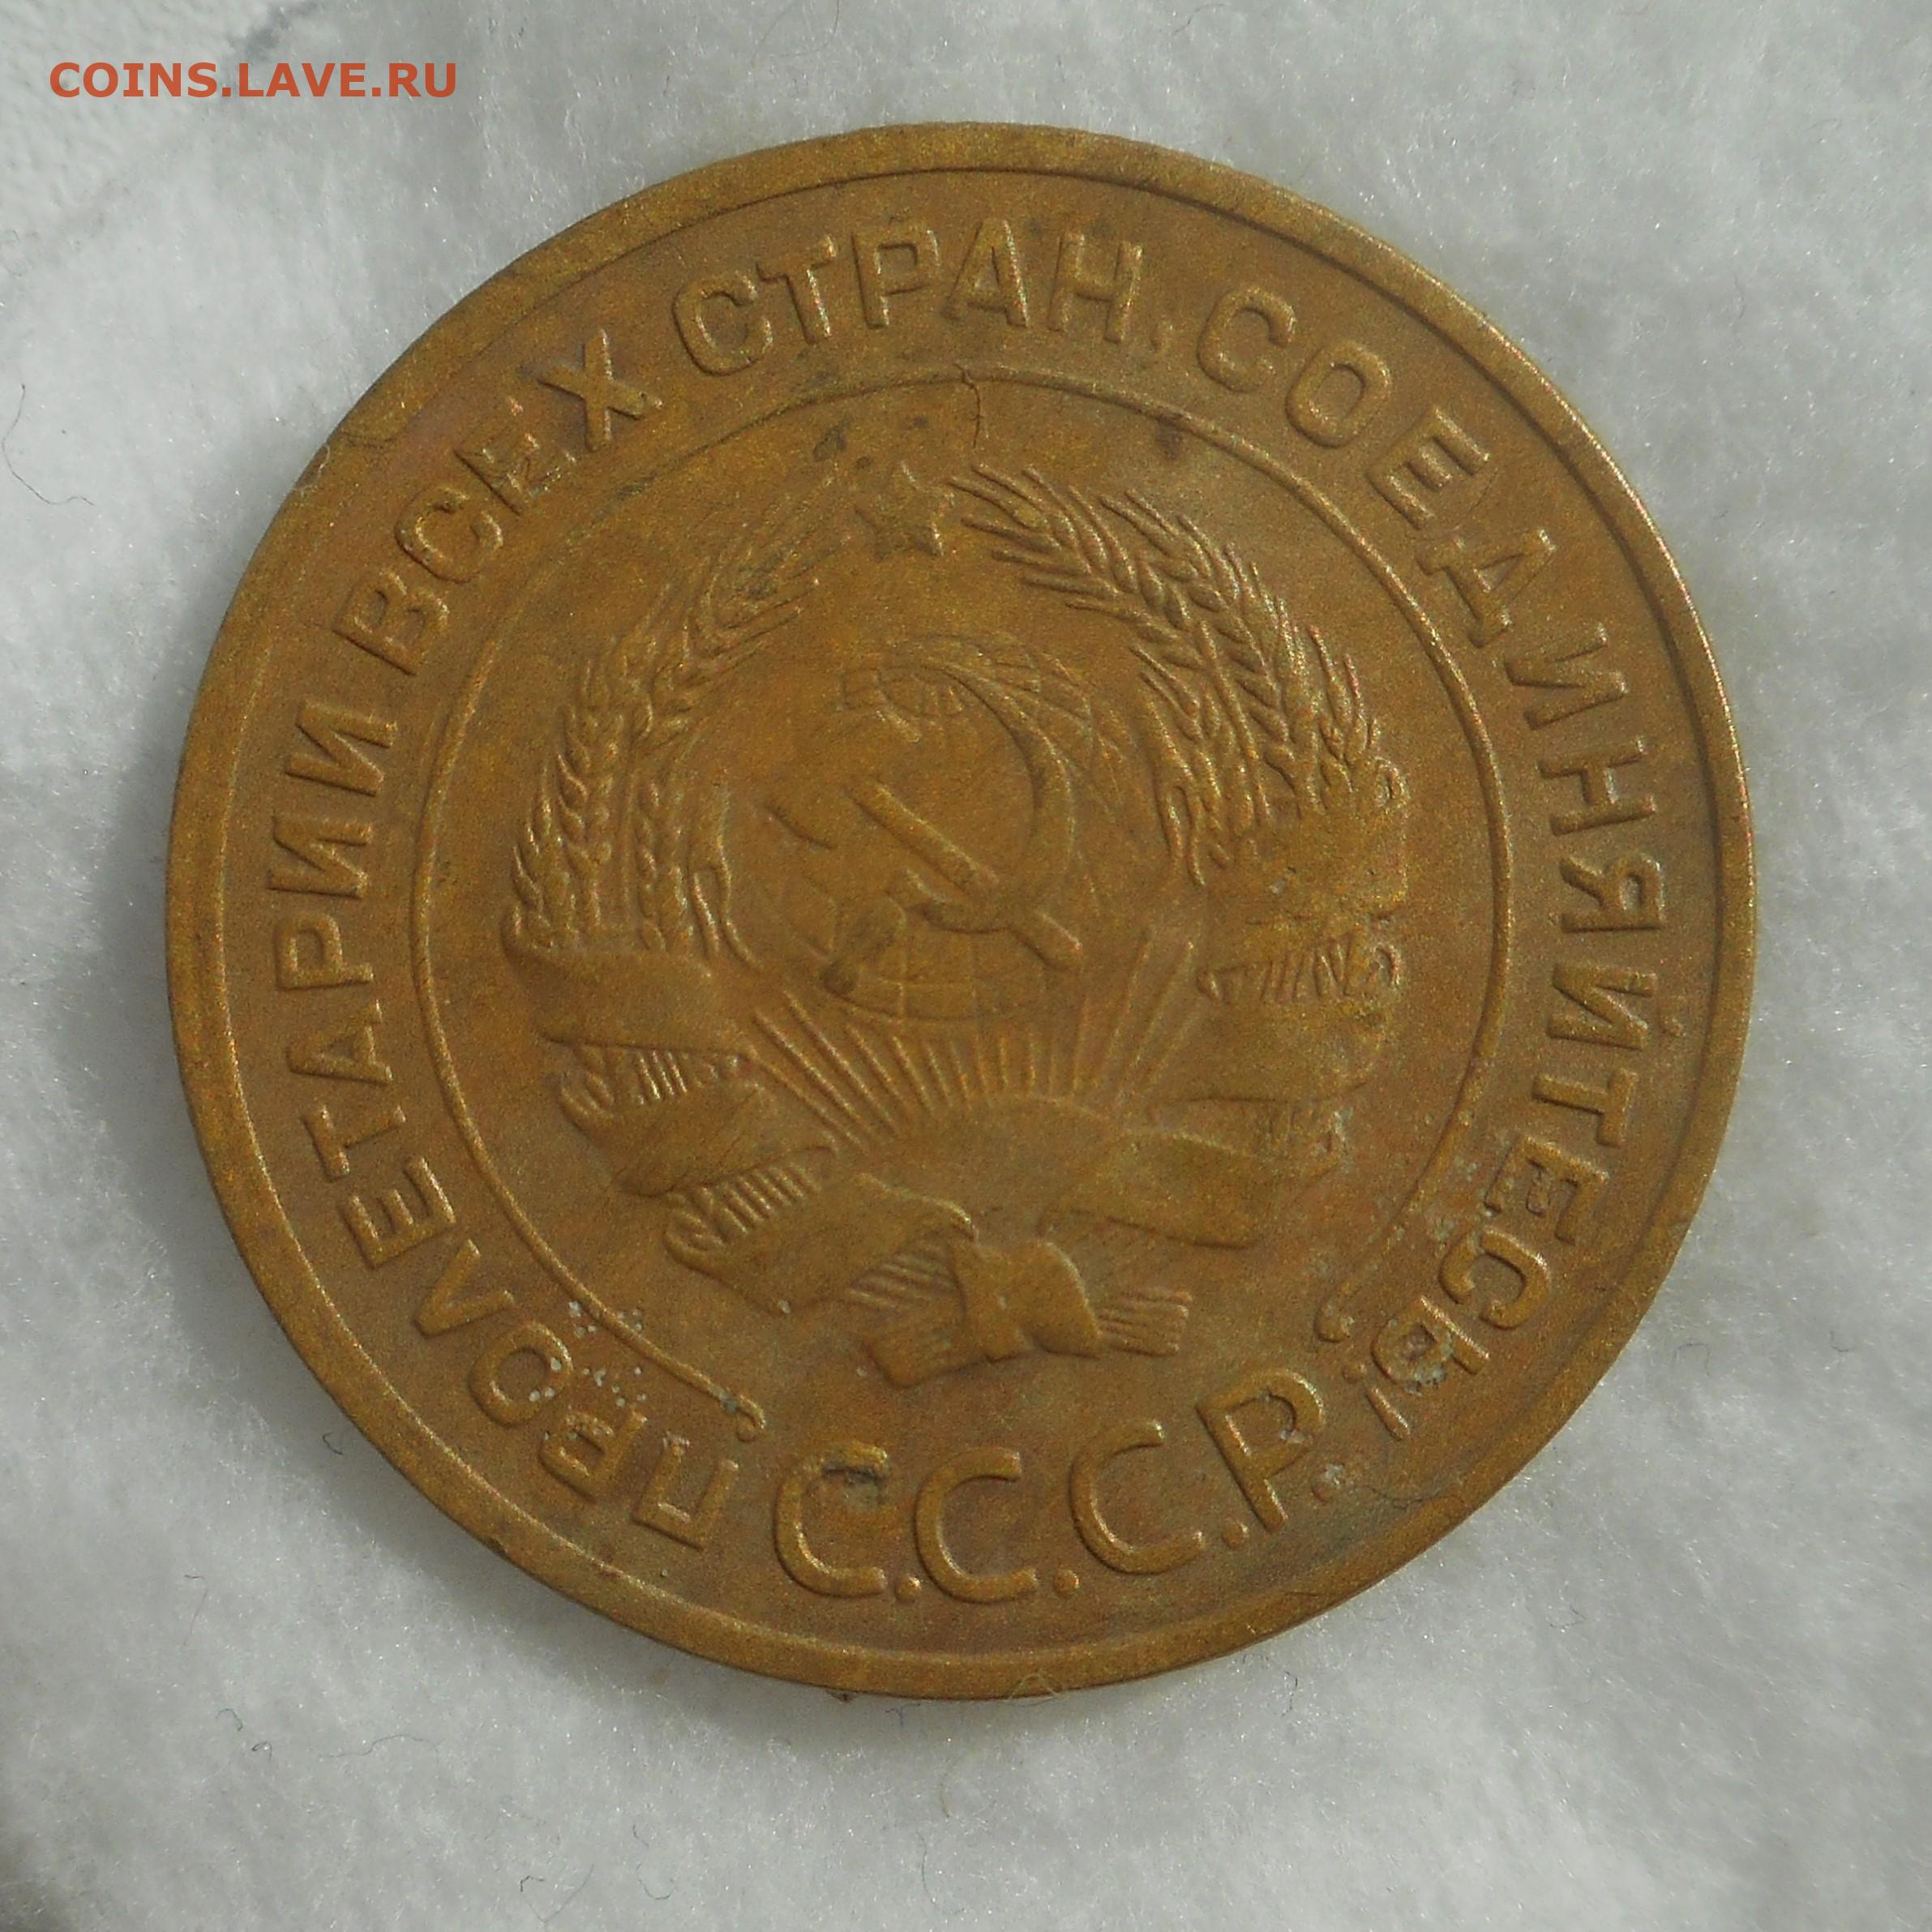 COINS.LAVE.RU
ПРОЛЕТАРИИ ВСЕХ СТРАН, СОЕДИНЯЙТЕСЬ!
С.С.С.Р.